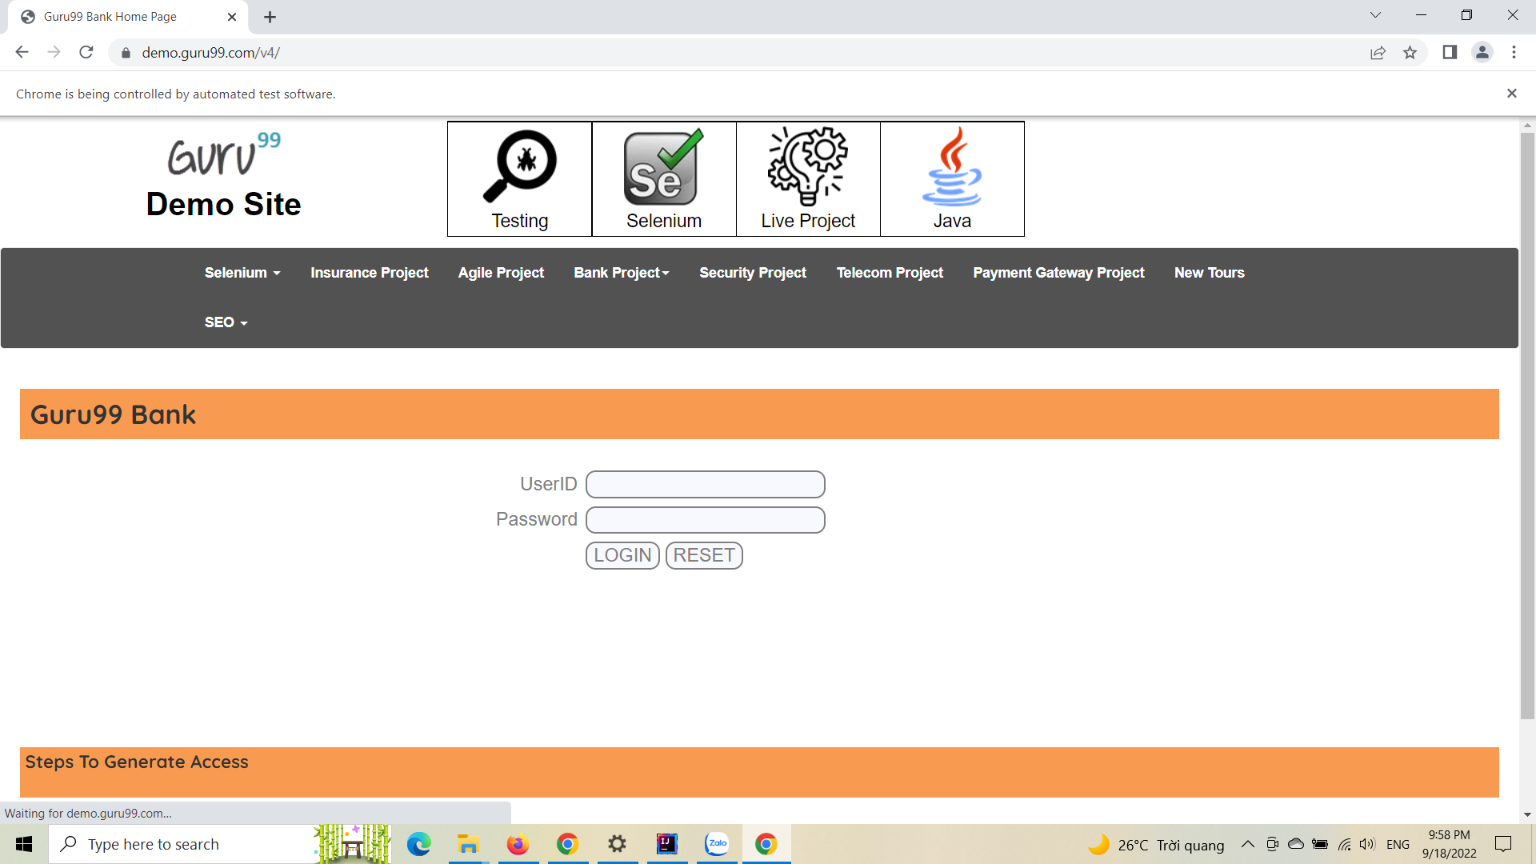 Guru99 Bank Home Page
demo.guru99.com/v4/
Chrome is being controlled by automated test software.
Guru99
Demo Site
Se
Testing
Selenium
Live Project
Java
Selenium
Insurance Project
Agile Project
Bank Project
Security Project
Telecom Project
Payment Gateway Project
New Tours
SEO
Guru99 Bank
UserID
Password
LOGIN
RESET
Steps To Generate Access
Waiting for demo.guru99.com...
Type here to search
IJ
Zalo
26°C Trời quang
ENG
9:58 PM
9/18/2022